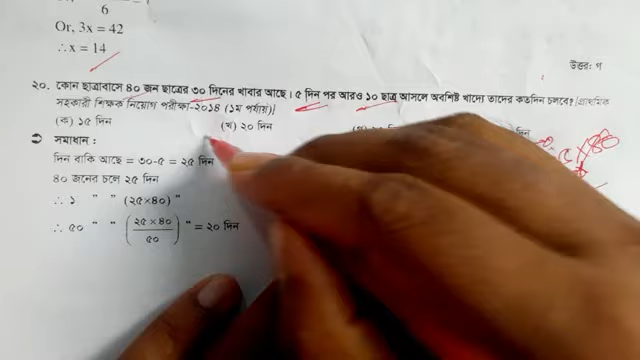 6
Or, 3x = 42
∴x = 14
উত্তর: গ
২০. কোন ছাত্রাবাসে ৪০ জন ছাত্রের ৩০ দিনের খাবার আছে। ৫ দিন পর আরও ১০ ছাত্র আসলে অবশিষ্ট খাদ্যে তাদের কতদিন চলবে? [প্রাথমিক
সহকারী শিক্ষক নিয়োগ পরীক্ষা-২০১৪ (১ম পর্যায়)]
(ক) ১৫ দিন (খ) ২০ দিন দিন
➲ সমাধান:
দিন বাকি আছে = ৩০-৫ = ২৫ দিন
৪০ জনের চলে ২৫ দিন
∴ ১ " " (২৫×৪০) "
∴ ৫০ " " (২৫×৪০/৫০) " = ২০ দিন